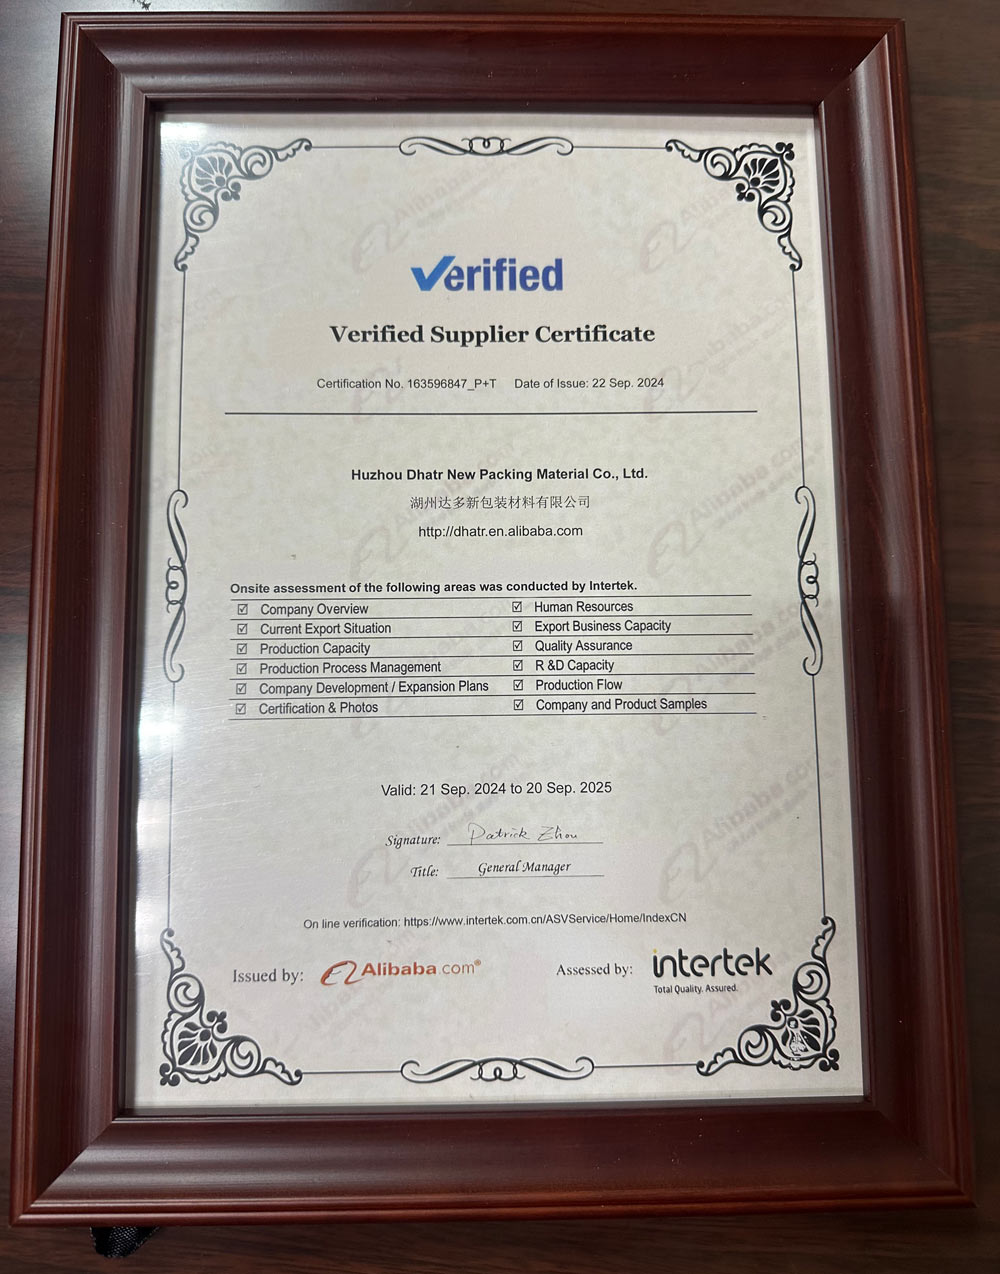 Verified
Verified Supplier Certificate
Certification No. 163596847_P+T Date of Issue: 22 Sep. 2024
Huzhou Dhatr New Packing Material Co., Ltd.
湖州达多新包装材料有限公司
http://dhatr.en.alibaba.com
Onsite assessment of the following areas was conducted by Intertek.
☑ Company Overview ☑ Human Resources
☑ Current Export Situation ☑ Export Business Capacity
☑ Production Capacity ☑ Quality Assurance
☑ Production Process Management ☑ R &D Capacity
☑ Company Development / Expansion Plans ☑ Production Flow
☑ Certification & Photos ☑ Company and Product Samples
Valid: 21 Sep. 2024 to 20 Sep. 2025
Signature: Patrick Zhou
Title: General Manager
On line verification: https://www.intertek.com.cn/ASVService/Home/IndexCN
Issued by: Alibaba.com® Assessed by: intertek
Total Quality. Assured.